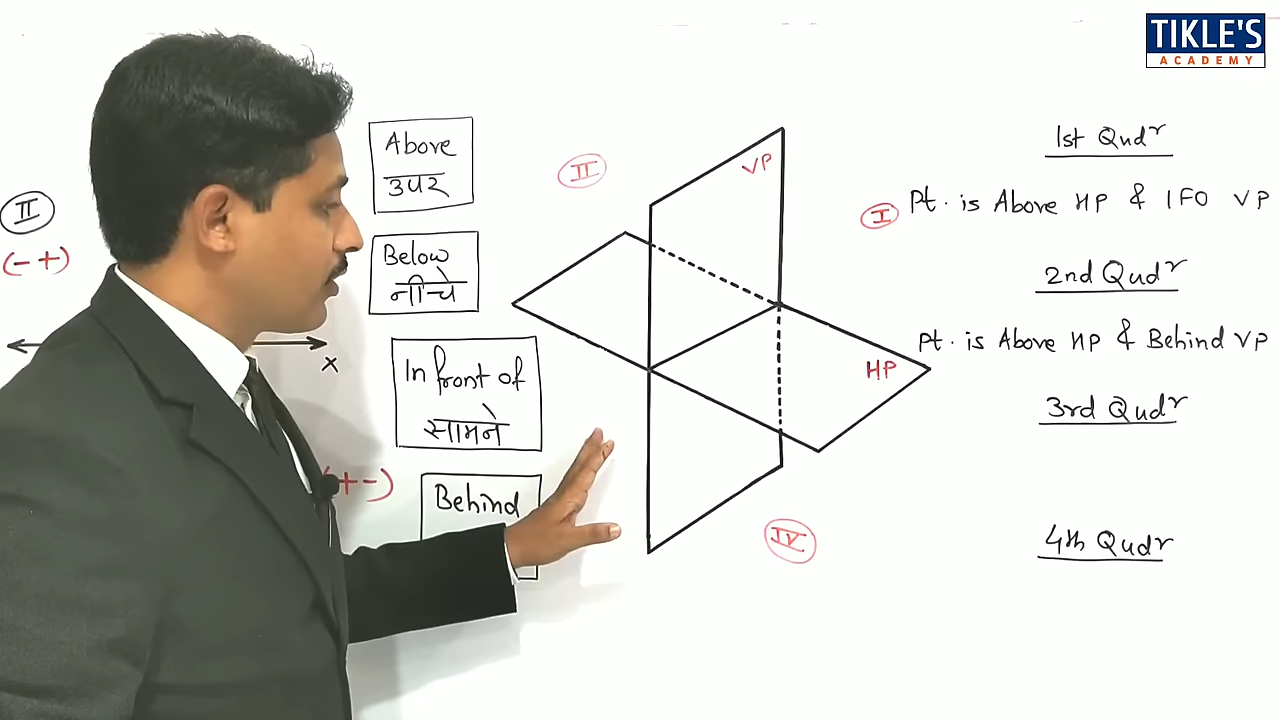 TIKLE'S
ACADEMY
II
(- +)
x
+ -)
Above
उपर
Below
नीचे
In front of
सामने
Behind
II
VP
HP
IV
1st Qudr
I
Pt. is Above HP & IFO VP
2nd Qudr
Pt. is Above HP & Behind VP
3rd Qudr
4th Qudr